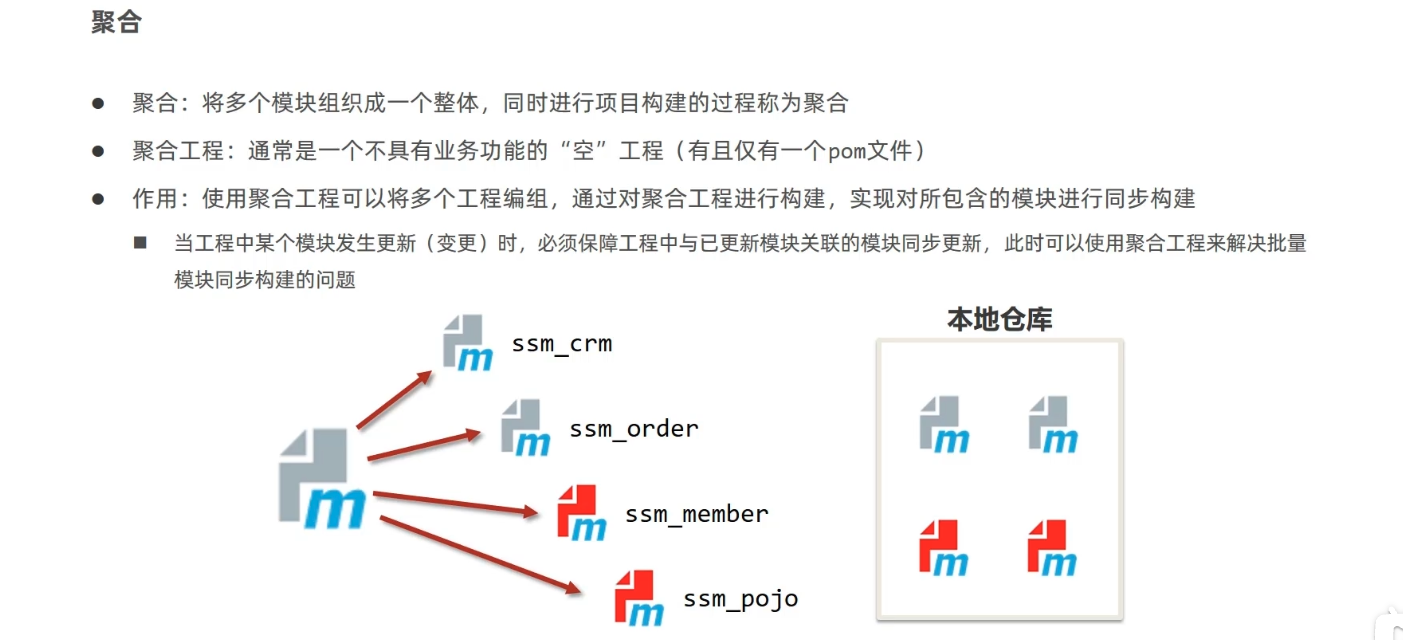 聚合
聚合：将多个模块组织成一个整体，同时进行项目构建的过程称为聚合
聚合工程：通常是一个不具有业务功能的“空”工程（有且仅有一个pom文件）
作用：使用聚合工程可以将多个工程编组，通过对聚合工程进行构建，实现对所包含的模块进行同步构建
当工程中某个模块发生更新（变更）时，必须保障工程中与已更新模块关联的模块同步更新，此时可以使用聚合工程来解决批量
模块同步构建的问题
本地仓库
m ssm_crm
m ssm_order
m
m ssm_member
m ssm_pojo
m m
m m